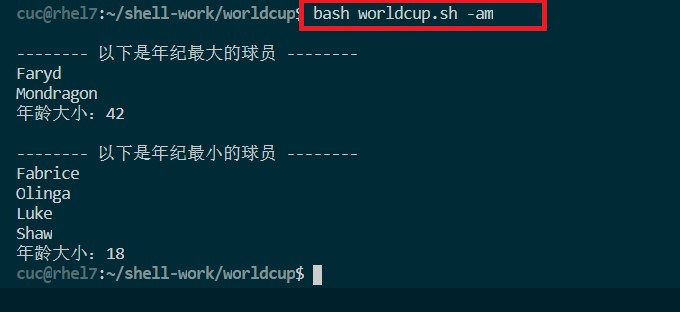 cuc@rhel7:~/shell-work/worldcup$ bash worldcup.sh -am
-------- 以下是年纪最大的球员 --------
Faryd
Mondragon
年龄大小：42
-------- 以下是年纪最小的球员 --------
Fabrice
Olinga
Luke
Shaw
年龄大小：18
cuc@rhel7:~/shell-work/worldcup$